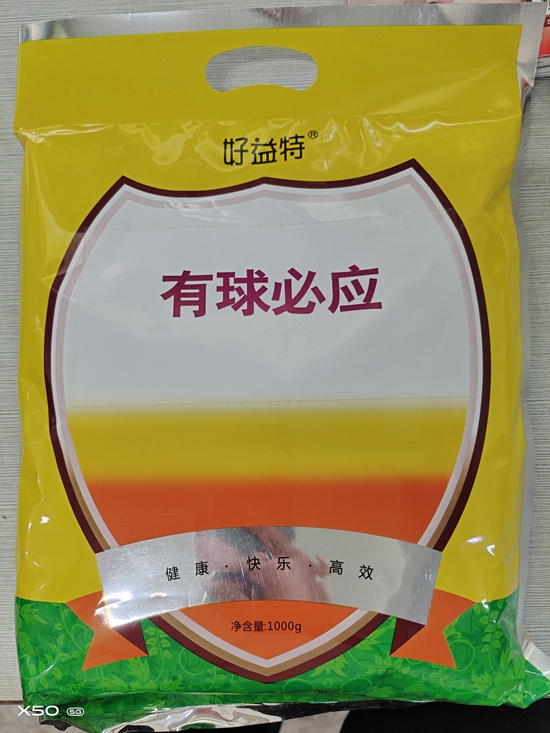 好益特®
有球必应
健康·快乐·高效
净含量:1000g
X50 5G